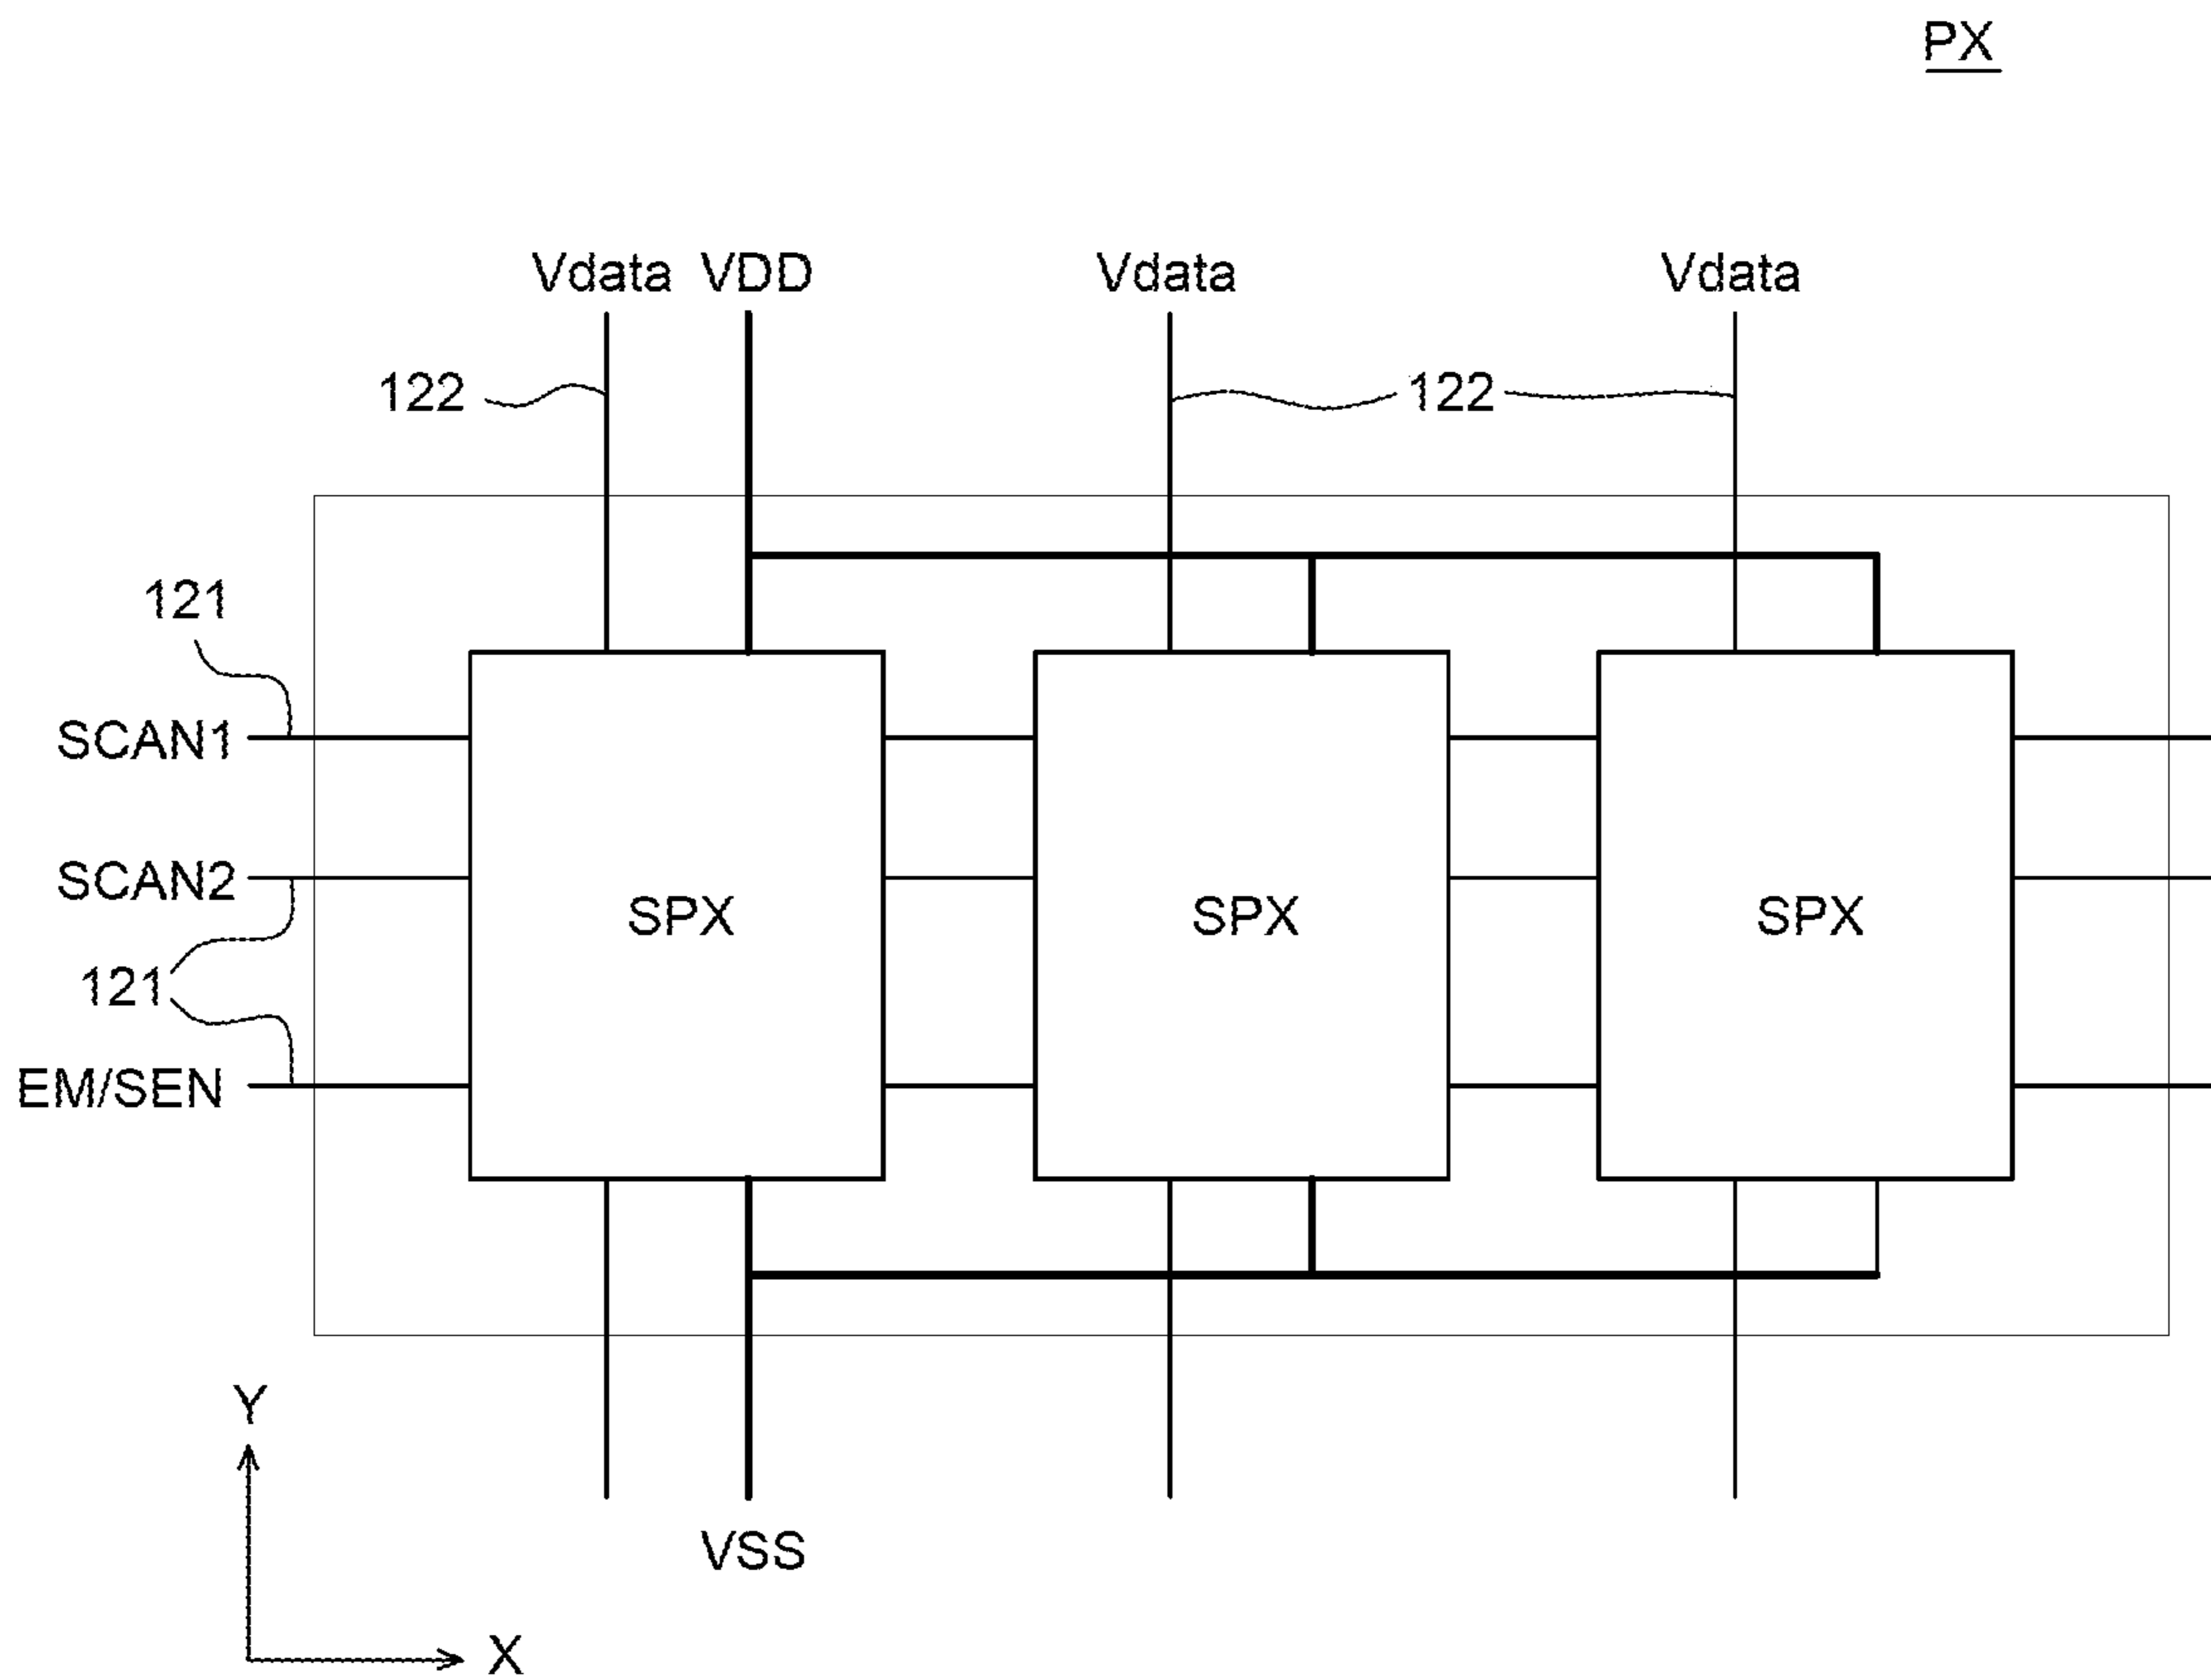 PX
Vdata VDD Vdata Vdata
122 122
121
SCAN1
SCAN2
SPX SPX SPX
121
EM/SEN
Y
VSS
X